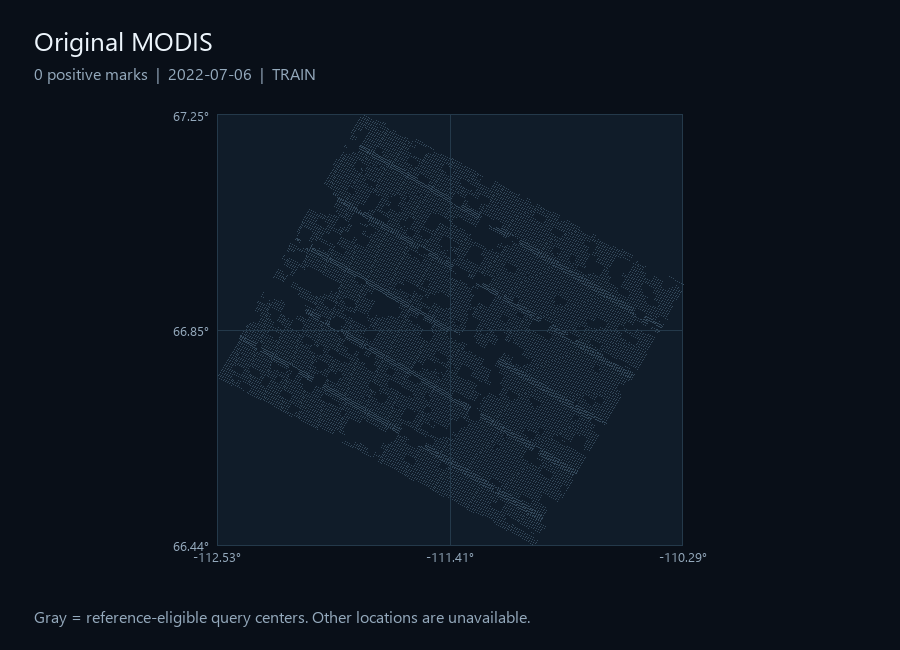 Original MODIS
0 positive marks | 2022-07-06 | TRAIN
67.25°
66.85°
66.44°
-112.53°
-111.41°
-110.29°
Gray = reference-eligible query centers. Other locations are unavailable.